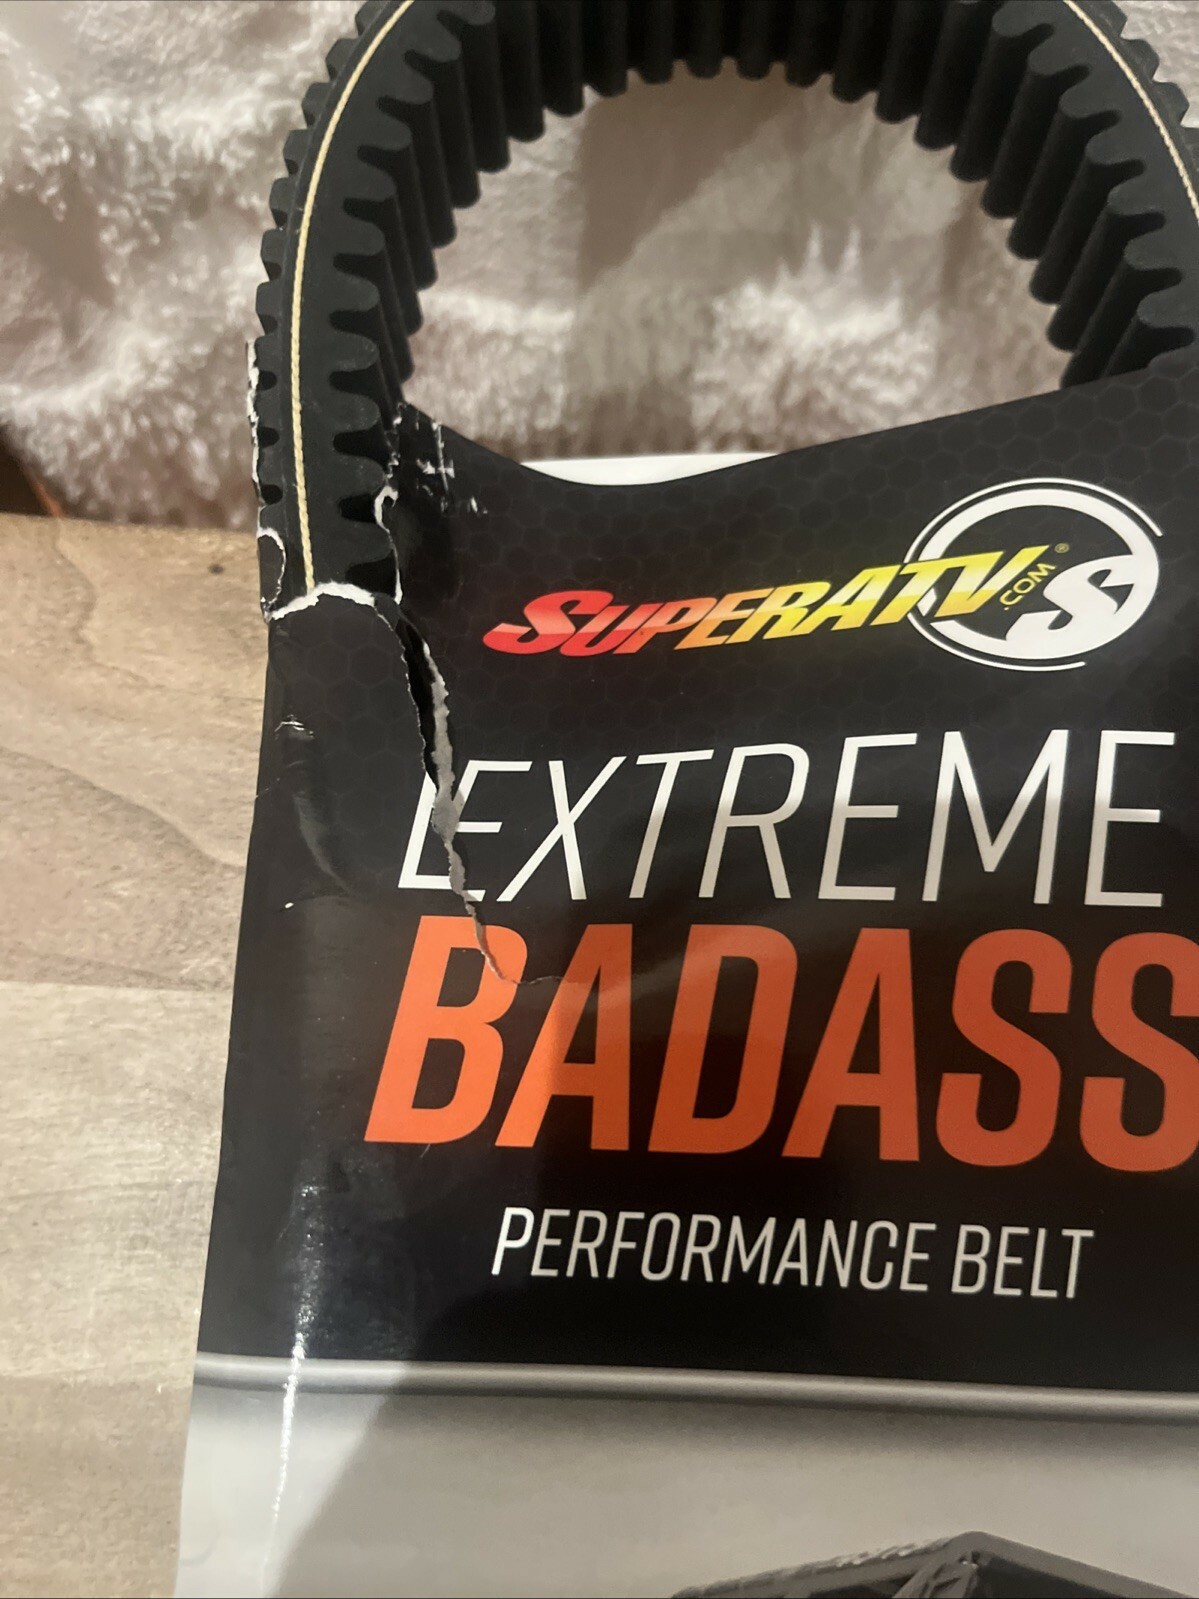 SUPERATV.COM® S
EXTREME
BADASS
PERFORMANCE BELT